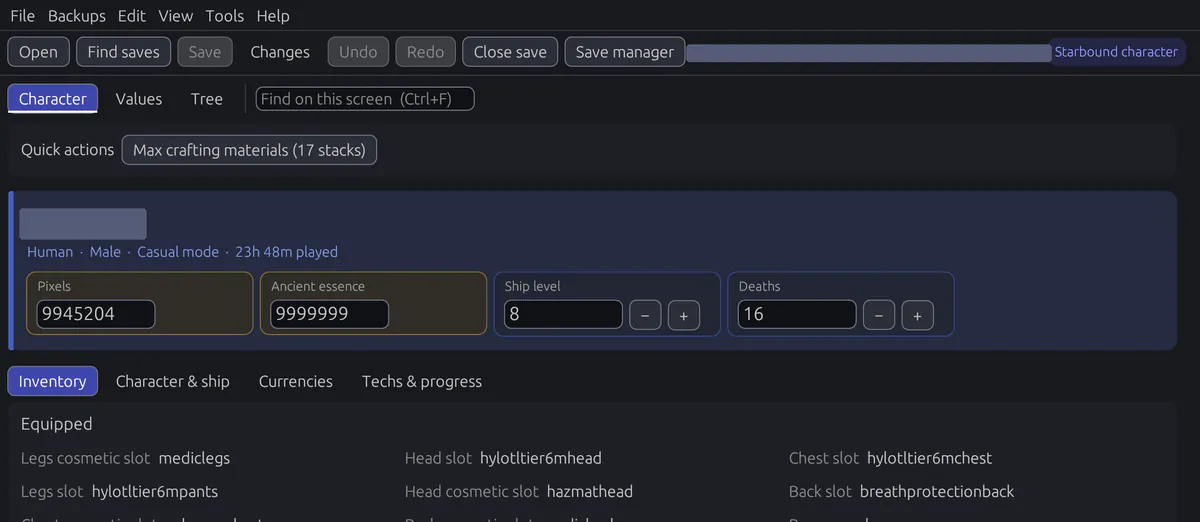 File Backups Edit View Tools Help
Open Find saves Save Changes Undo Redo Close save Save manager Starbound character
Character Values Tree Find on this screen (Ctrl+F)
Quick actions Max crafting materials (17 stacks)
Human · Male · Casual mode · 23h 48m played
Pixels Ancient essence Ship level Deaths
9945204 9999999 8 − + 16 − +
Inventory Character & ship Currencies Techs & progress
Equipped
Legs cosmetic slot mediclegs Head slot hylotltier6mhead Chest slot hylotltier6mchest
Legs slot hylotltier6mpants Head cosmetic slot hazmathead Back slot breathprotectionback